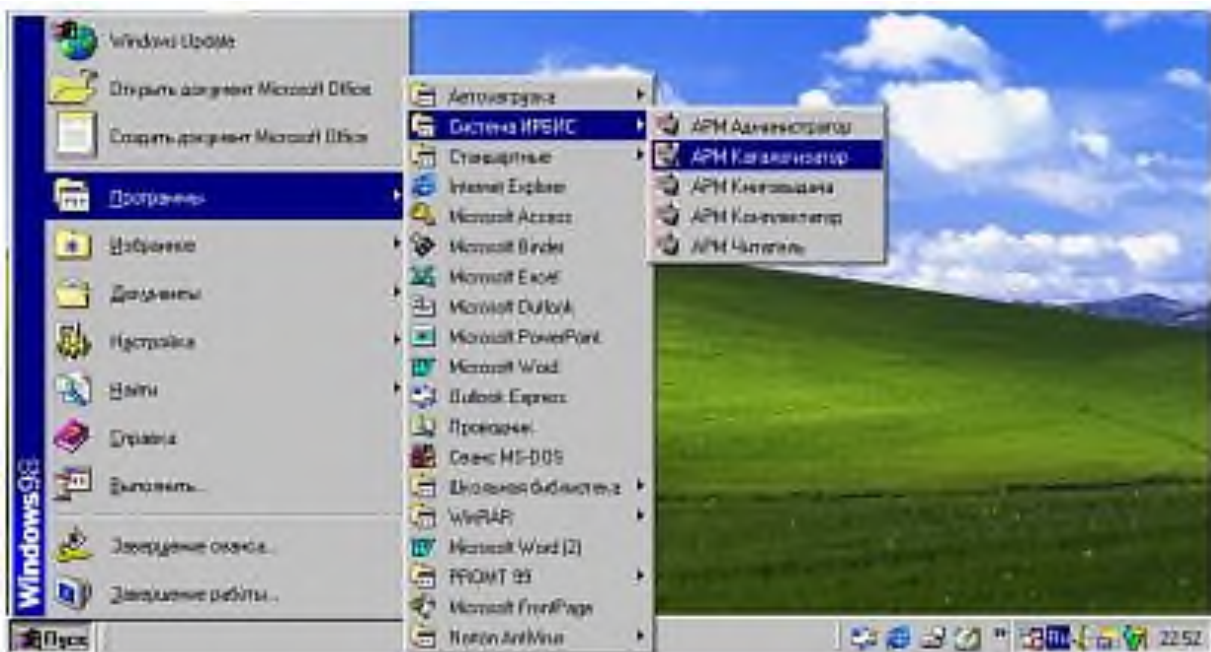 Windows Update
Открыть документ Microsoft Office
Создать документ Microsoft Office
Программы
Избранное
Документы
Настройка
Найти
Справка
Выполнить...
Завершение сеанса...
Завершение работы...
Windows98
Автозагрузка
Система ИРБИС
Стандартные
Internet Explorer
Microsoft Access
Microsoft Binder
Microsoft Excel
Microsoft Outlook
Microsoft PowerPoint
Microsoft Word
Outlook Express
Проводник
Сеанс MS-DOS
Школьная библиотека
WinRAR
Microsoft Word (2)
PROMT 99
Microsoft FrontPage
Norton AntiVirus
АРМ Администратор
АРМ Каталогизатор
АРМ Книговыдача
АРМ Комплектатор
АРМ Читатель
Пуск
Ru
22:52